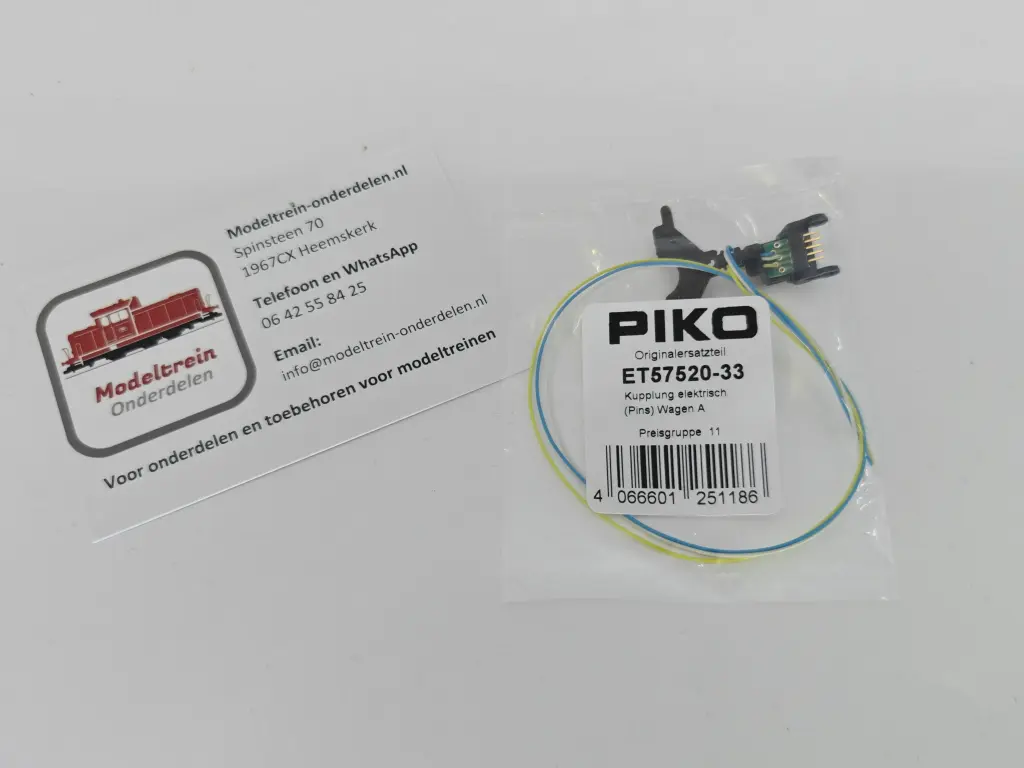 Modeltrein-onderdelen.nl
Spinsteen 70
1967CX Heemskerk
Telefoon en WhatsApp
06 42 55 84 25
Email:
info@modeltrein-onderdelen.nl
Modeltrein
Onderdelen
Voor onderdelen en toebehoren voor modeltreinen
PIKO
Originalersatzteil
ET57520-33
Kupplung elektrisch
(Pins) Wagen A
Preisgruppe 11
4 066601 251186